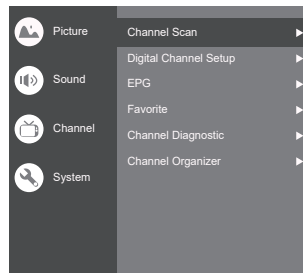 Picture
Sound
Channel
System
Channel Scan
Digital Channel Setup
EPG
Favorite
Channel Diagnostic
Channel Organizer